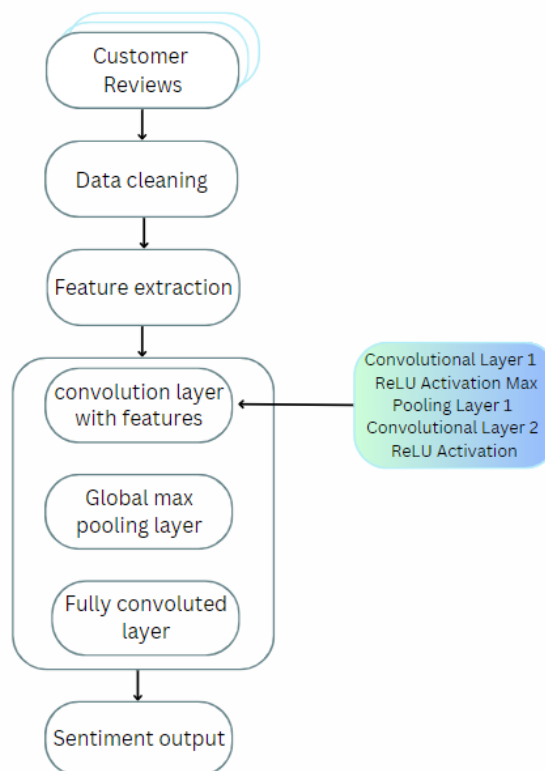 Customer
Reviews
Data cleaning
Feature extraction
convolution layer
with features
Convolutional Layer 1
ReLU Activation Max
Pooling Layer 1
Convolutional Layer 2
ReLU Activation
Global max
pooling layer
Fully convoluted
layer
Sentiment output